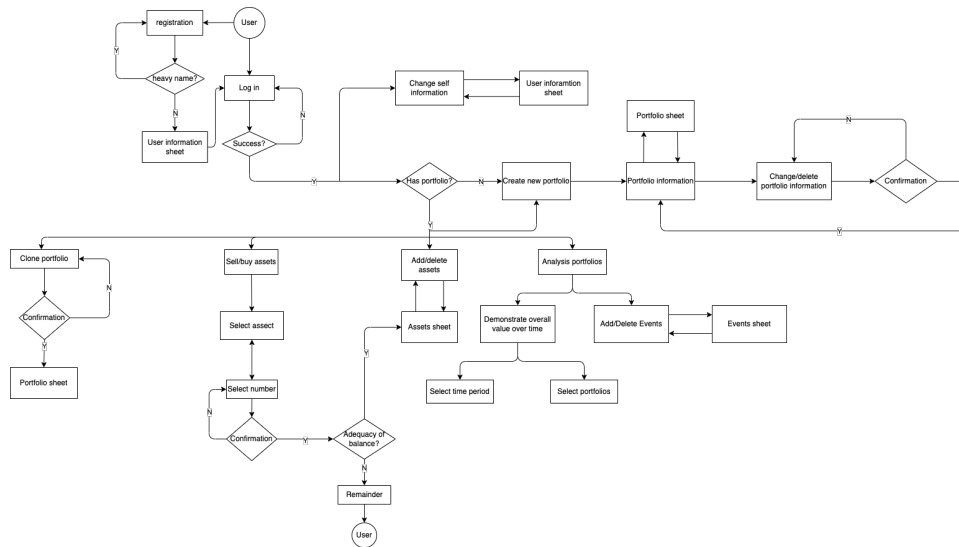 registration
User
Y
heavy name?
N
Log in
N
User information
sheet
Success?
Y
Change self
information
User inforamtion
sheet
Portfolio sheet
N
Has portfolio?
N
Create new portfolio
Portfolio information
Change/delete
portfolio information
Confirmation
Y
Y
Clone portfolio
N
Confirmation
Y
Portfolio sheet
Sell/buy assets
Select assect
Select number
N
Confirmation
Y
Add/delete
assets
Assets sheet
Y
Adequacy of
balance?
N
Remainder
User
Analysis portfolios
Demonstrate overall
value over time
Add/Delete Events
Events sheet
Select time period
Select portfolios